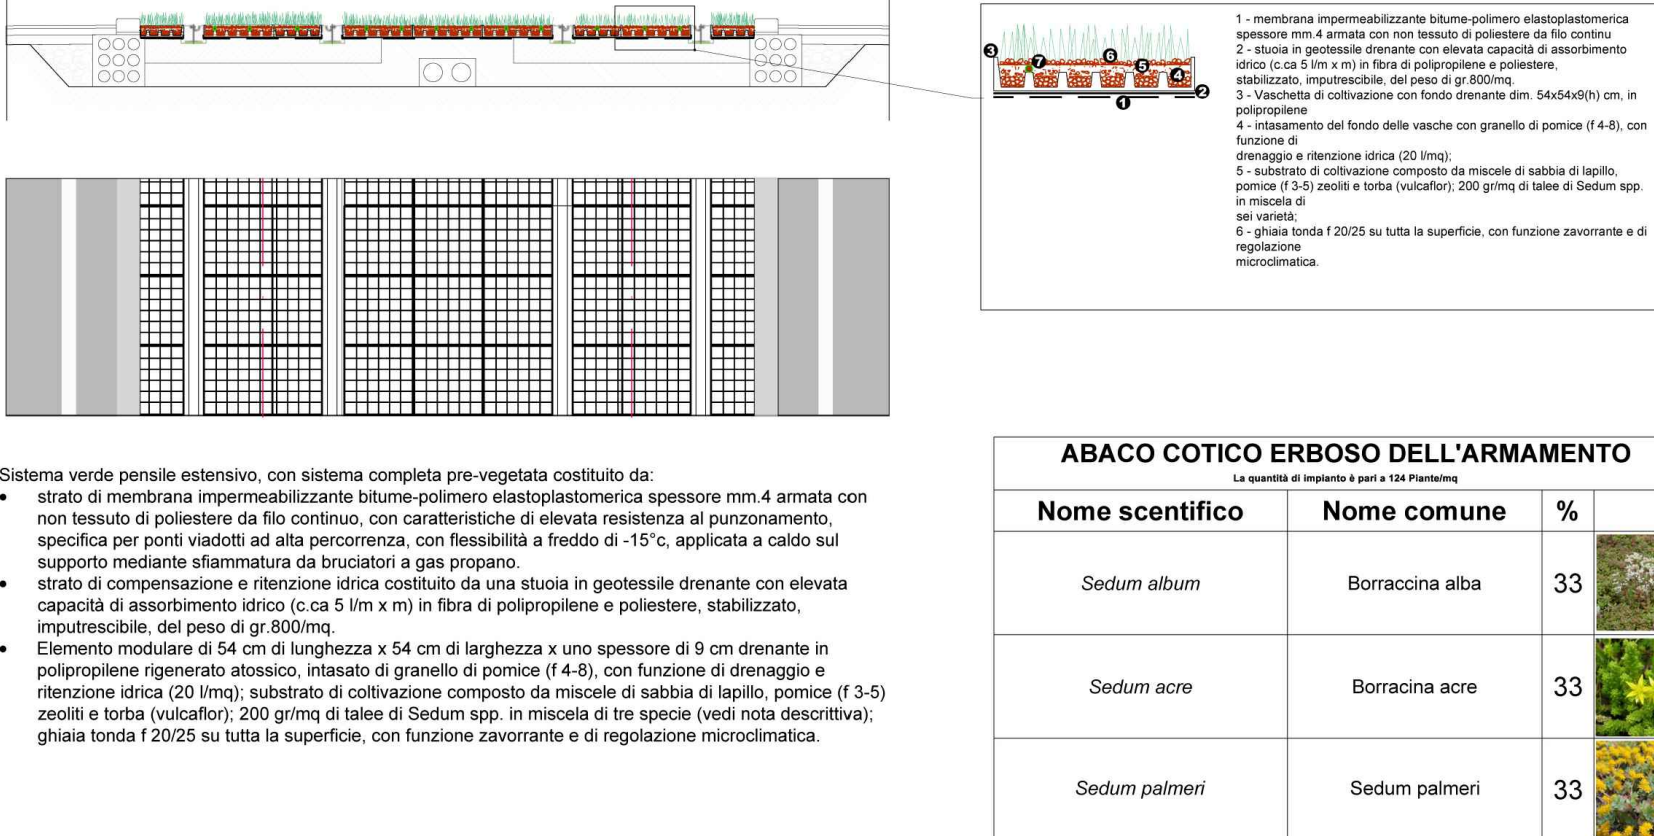 3
7
6
5
4
2
1
1 - membrana impermeabilizzante bitume-polimero elastoplastomerica
spessore mm.4 armata con non tessuto di poliestere da filo continu
2 - stuoia in geotessile drenante con elevata capacità di assorbimento
idrico (c.ca 5 l/m x m) in fibra di polipropilene e poliestere,
stabilizzato, imputrescibile, del peso di gr.800/mq.
3 - Vaschetta di coltivazione con fondo drenante dim. 54x54x9(h) cm, in
polipropilene
4 - intasamento del fondo delle vasche con granello di pomice (f 4-8), con
funzione di
drenaggio e ritenzione idrica (20 l/mq);
5 - substrato di coltivazione composto da miscele di sabbia di lapillo,
pomice (f 3-5) zeoliti e torba (vulcaflor); 200 gr/mq di talee di Sedum spp.
in miscela di
sei varietà;
6 - ghiaia tonda f 20/25 su tutta la superficie, con funzione zavorrante e di
regolazione
microclimatica.
Sistema verde pensile estensivo, con sistema completa pre-vegetata costituito da:
• strato di membrana impermeabilizzante bitume-polimero elastoplastomerica spessore mm.4 armata con
non tessuto di poliestere da filo continuo, con caratteristiche di elevata resistenza al punzonamento,
specifica per ponti viadotti ad alta percorrenza, con flessibilità a freddo di -15°c, applicata a caldo sul
supporto mediante sfiammatura da bruciatori a gas propano.
• strato di compensazione e ritenzione idrica costituito da una stuoia in geotessile drenante con elevata
capacità di assorbimento idrico (c.ca 5 l/m x m) in fibra di polipropilene e poliestere, stabilizzato,
imputrescibile, del peso di gr.800/mq.
• Elemento modulare di 54 cm di lunghezza x 54 cm di larghezza x uno spessore di 9 cm drenante in
polipropilene rigenerato atossico, intasato di granello di pomice (f 4-8), con funzione di drenaggio e
ritenzione idrica (20 l/mq); substrato di coltivazione composto da miscele di sabbia di lapillo, pomice (f 3-5)
zeoliti e torba (vulcaflor); 200 gr/mq di talee di Sedum spp. in miscela di tre specie (vedi nota descrittiva);
ghiaia tonda f 20/25 su tutta la superficie, con funzione zavorrante e di regolazione microclimatica.
ABACO COTICO ERBOSO DELL'ARMAMENTO
La quantità di impianto è pari a 124 Piante/mq
Nome scentifico Nome comune %
Sedum album Borraccina alba 33
Sedum acre Borracina acre 33
Sedum palmeri Sedum palmeri 33